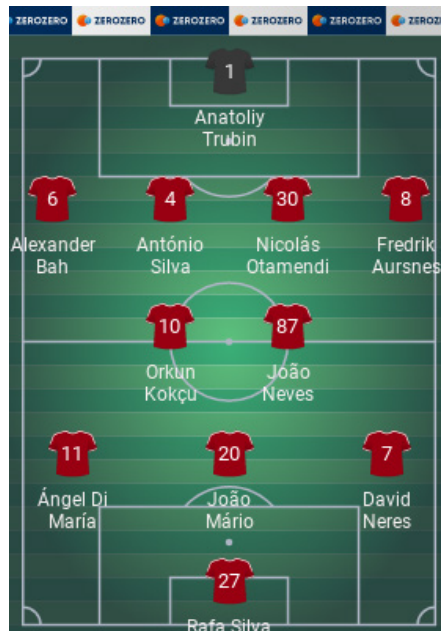 ZEROZERO ZEROZERO ZEROZERO ZEROZERO ZEROZERO ZEROZ
1
Anatoliy
Trubin
6 4 30 8
Alexander António Nicolás Fredrik
Bah Silva Otamendi Aursnes
10 87
Orkun João
Kokçu Neves
11 20 7
Ángel Di João David
María Mário Neres
27
Rafa Silva